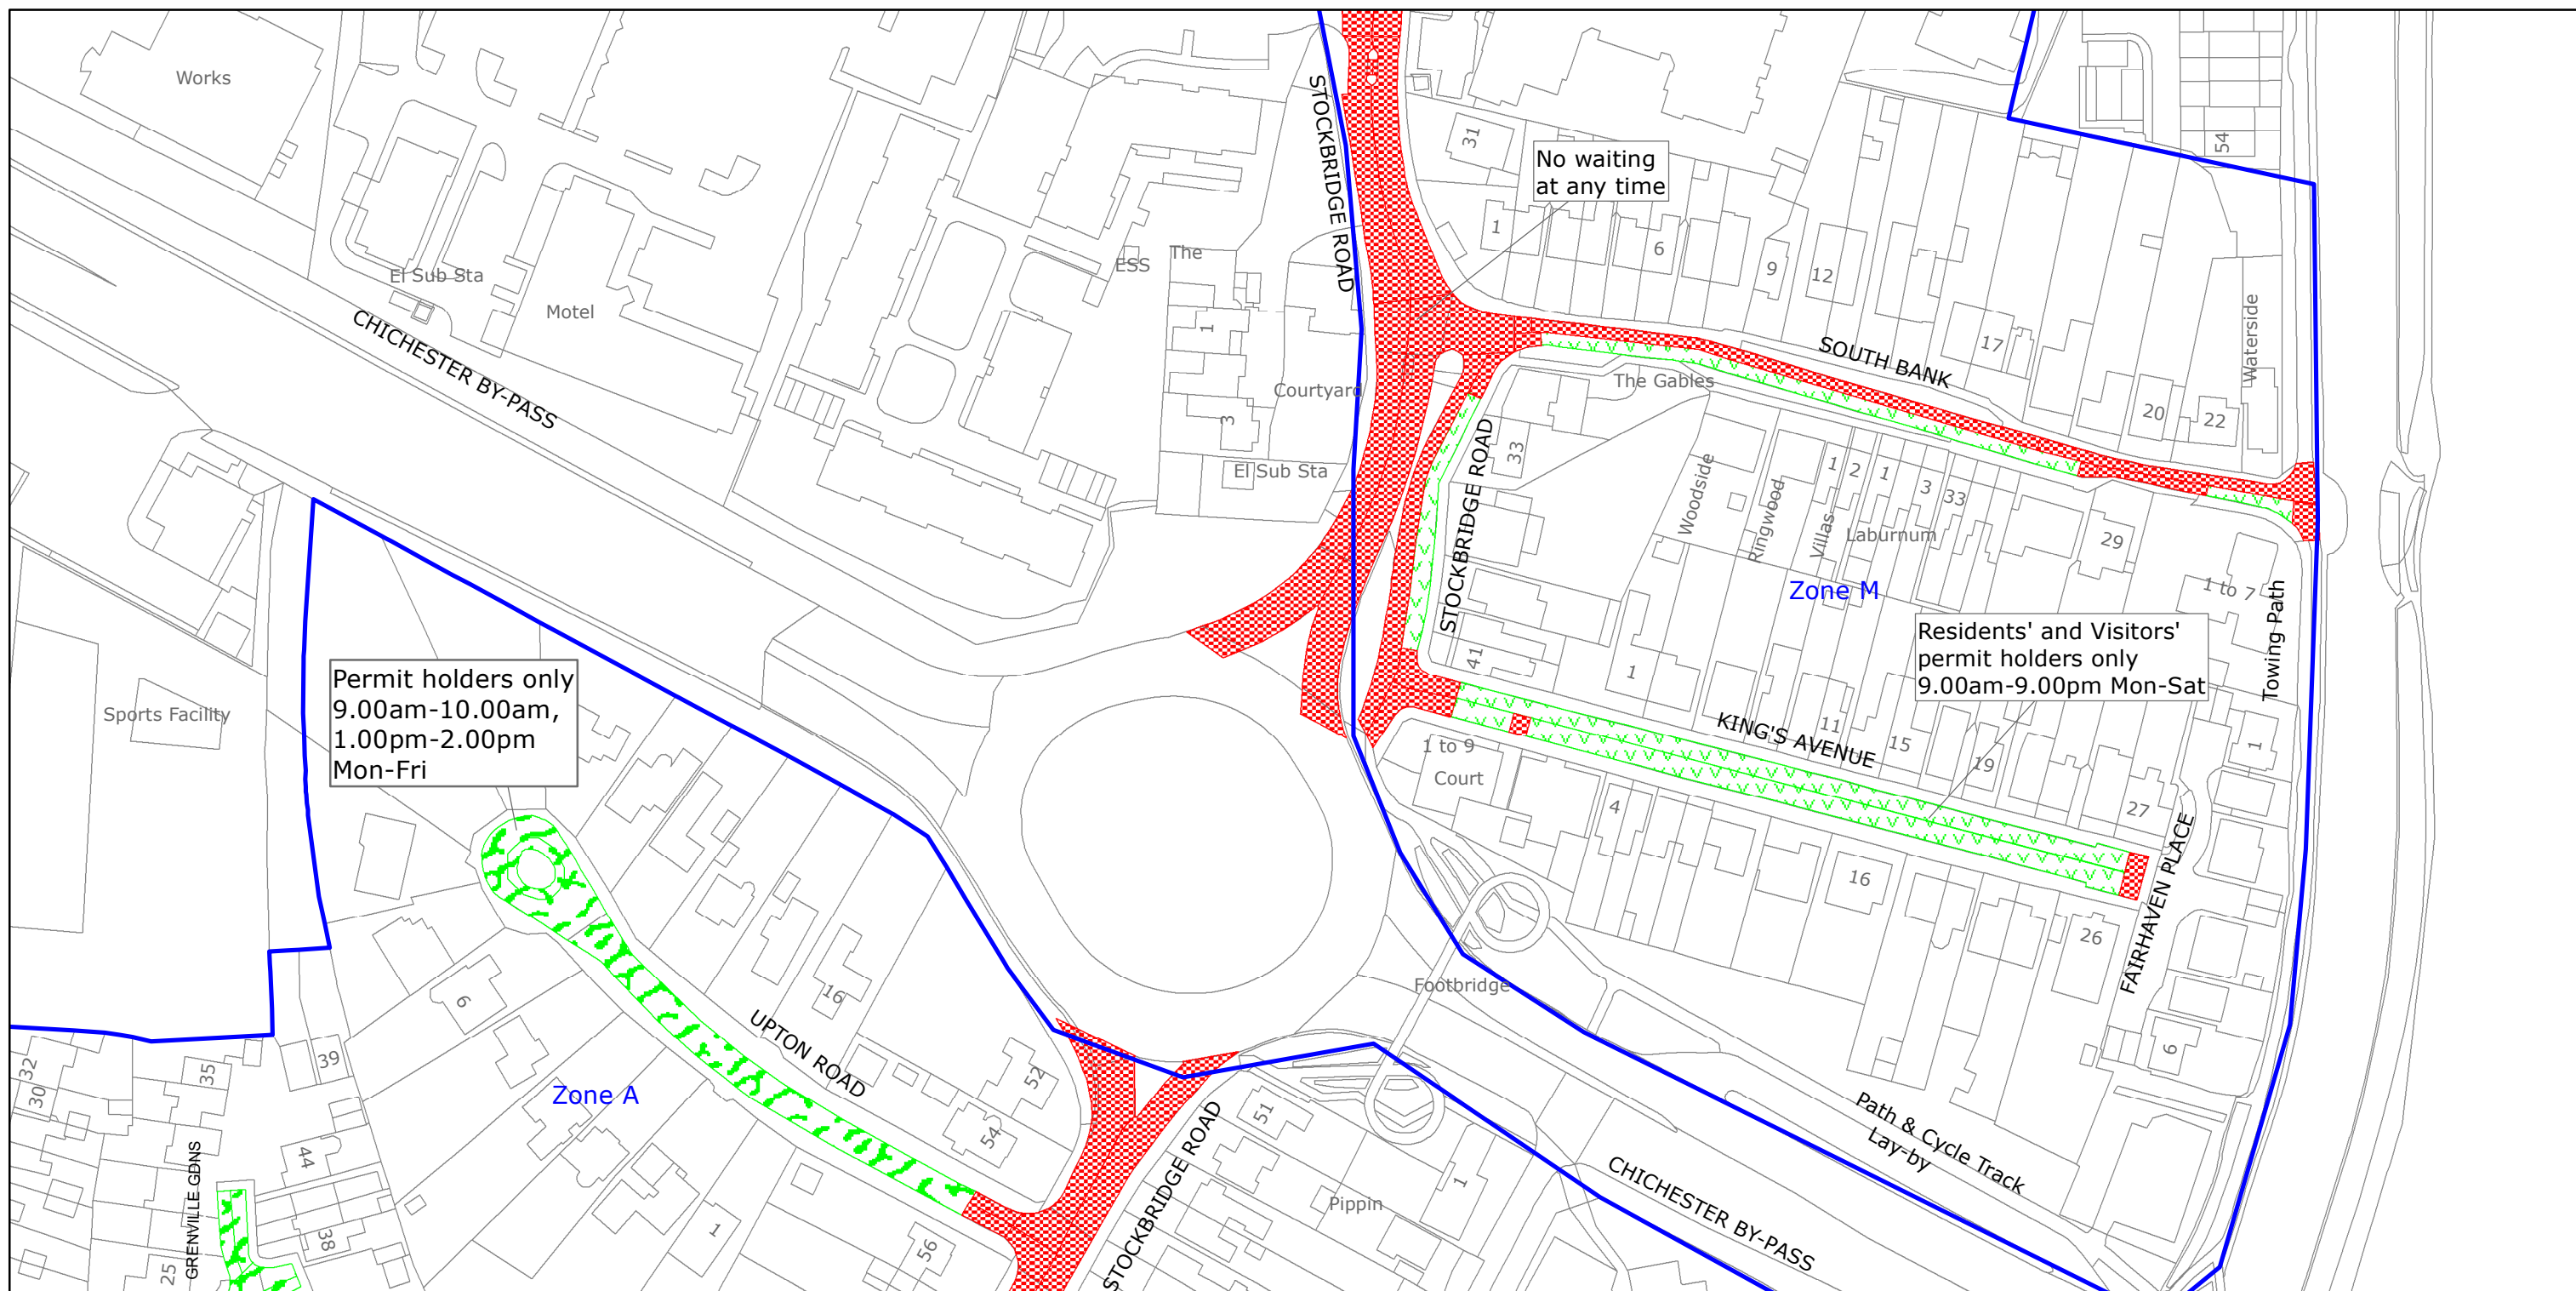 Works
STOCKBRIDGE ROAD
31
54
No waiting
at any time
1
6
9
12
El Sub Sta
Motel
ESS
The
1
CHICHESTER BY-PASS
SOUTH BANK
17
Waterside
Courtyard
The Gables
3
20
22
El Sub Sta
33
STOCKBRIDGE ROAD
Woodside
Ringwood
1
2
Villas
1
3
33
Laburnum
29
Zone M
1 to 7
Towing Path
Residents' and Visitors'
permit holders only
9.00am-9.00pm Mon-Sat
41
1
Permit holders only
9.00am-10.00am,
1.00pm-2.00pm
Mon-Fri
Sports Facility
KING'S AVENUE
11
15
19
1
1 to 9
Court
4
27
16
FAIRHAVEN PLACE
26
Footbridge
6
16
UPTON ROAD
6
39
32
30
35
Zone A
52
54
51
STOCKBRIDGE ROAD
Path & Cycle Track
Lay-by
44
GRENVILLE GDNS
38
25
1
56
Pippin
1
CHICHESTER BY-PASS